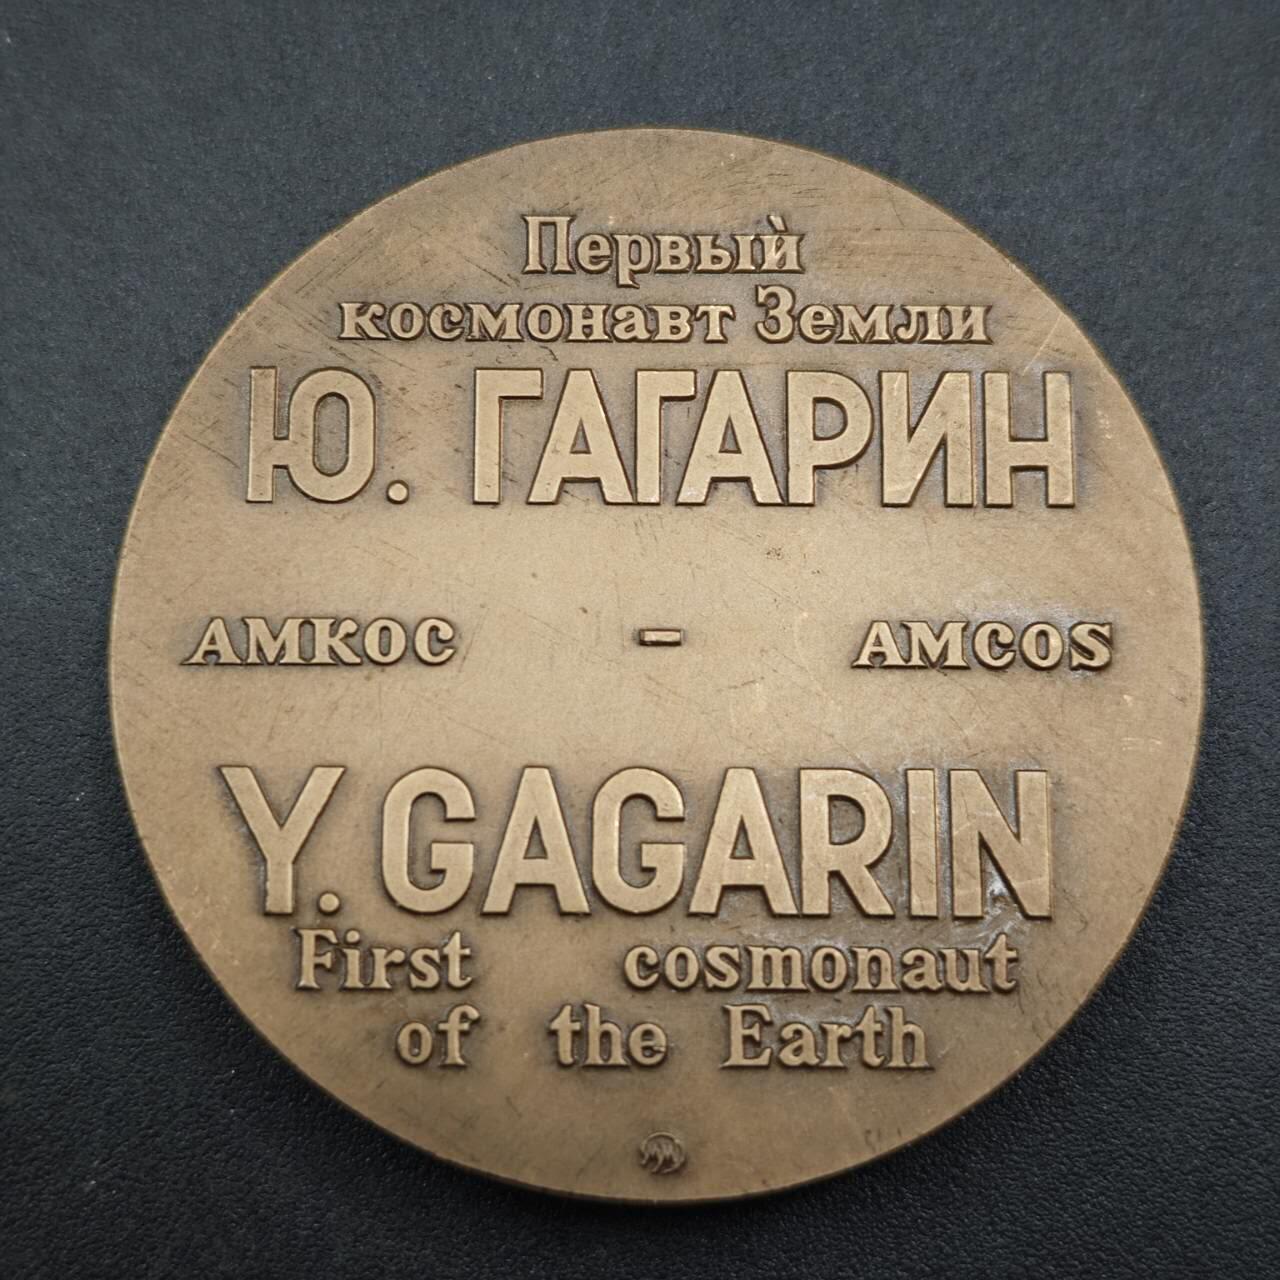 Первый
космонавт Земли
Ю. ГАГАРИН
АМКОС - AMCOS
Y. GAGARIN
First cosmonaut
of the Earth